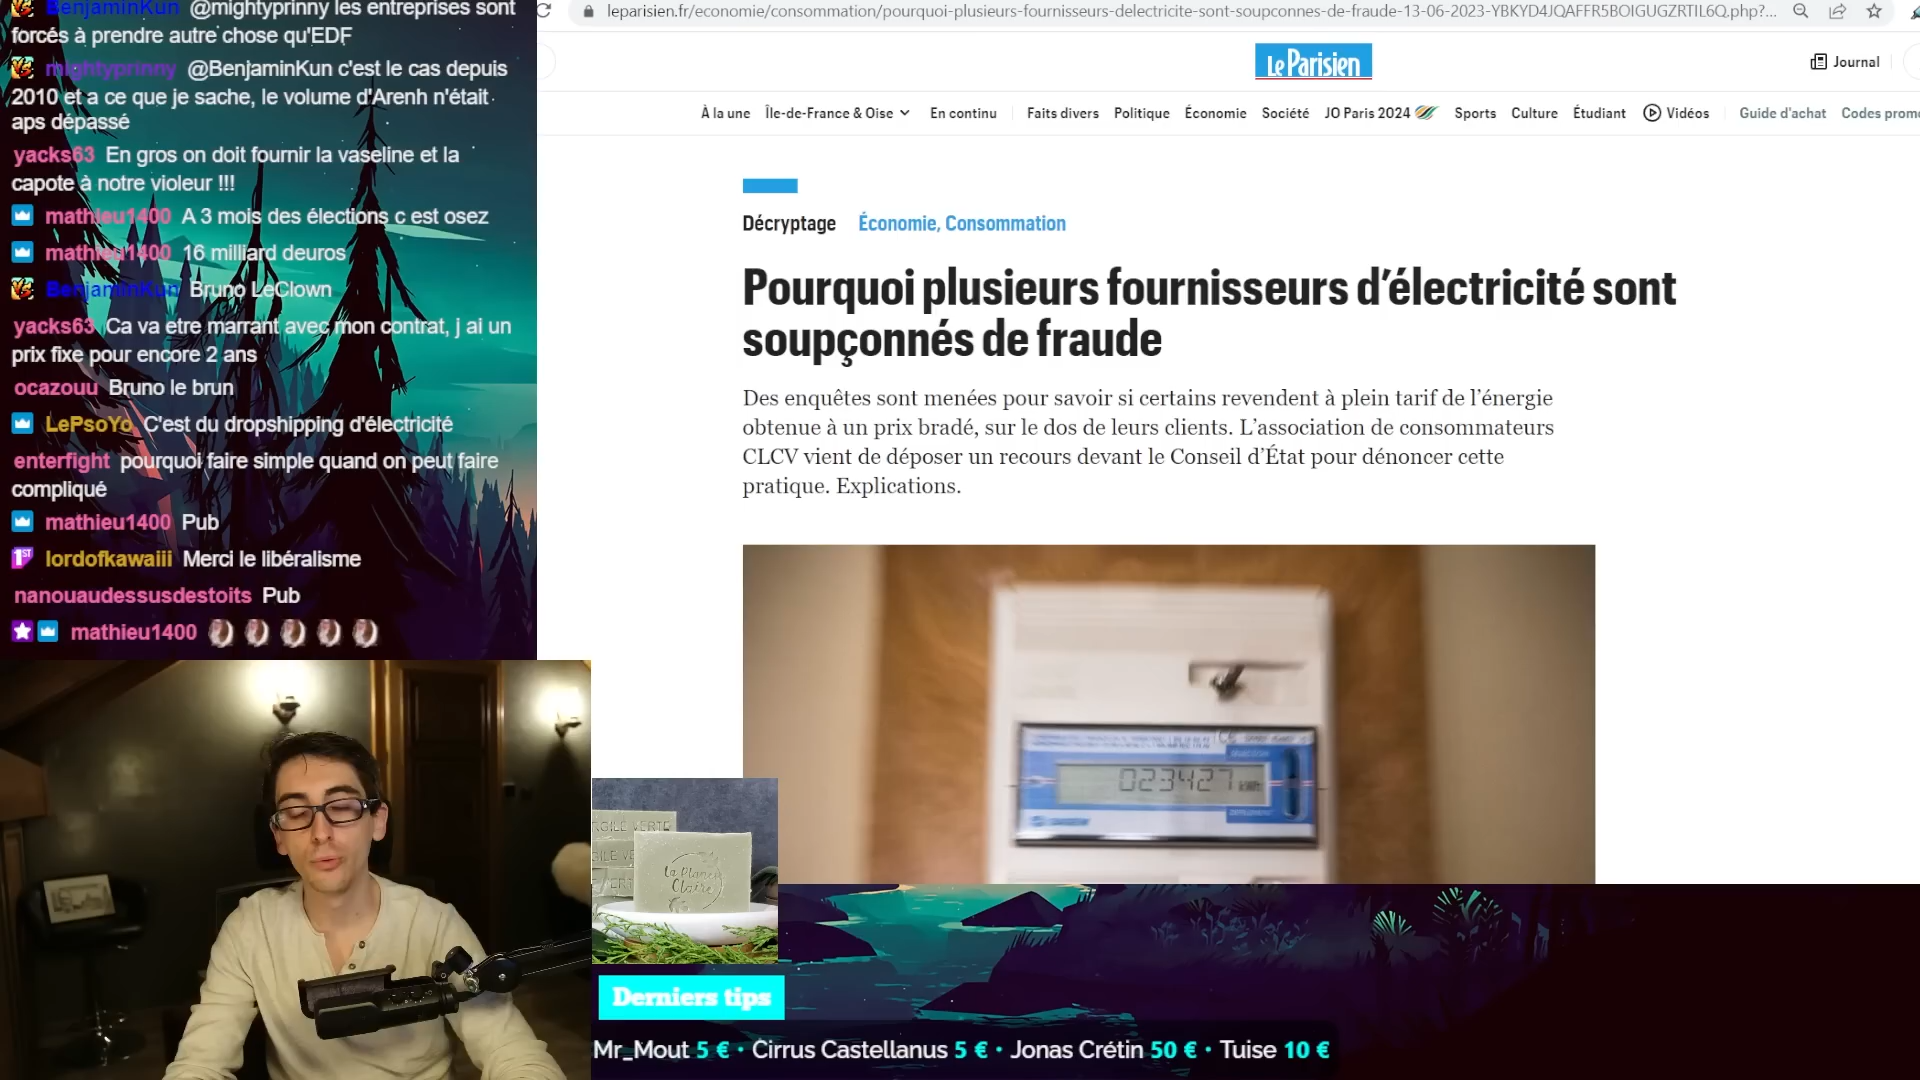 BenjaminKun @mightyprinny les entreprises sont
forcés à prendre autre chose qu'EDF
mightyprinny @BenjaminKun c'est le cas depuis
2010 et a ce que je sache, le volume d'Arenh n'était
aps dépassé
yacks63 En gros on doit fournir la vaseline et la
capote à notre violeur !!!
mathieu1400 A 3 mois des élections c est osez
mathieu1400 16 milliard deuros
BenjaminKun Bruno LeClown
yacks63 Ca va etre marrant avec mon contrat, j ai un
prix fixe pour encore 2 ans
ocazouu Bruno le brun
LePsoYo C'est du dropshipping d'électricité
enterfight pourquoi faire simple quand on peut faire
compliqué
mathieu1400 Pub
1ST lordofkawaiii Merci le libéralisme
nanouaudessusdestoits Pub
mathieu1400
leparisien.fr/economie/consommation/pourquoi-plusieurs-fournisseurs-delectricite-sont-soupconnes-de-fraude-13-06-2023-YBKYD4JQAFFR5BOIGUGZRTIL6Q.php?...
Le Parisien
Journal
À la une Île-de-France & Oise En continu Faits divers Politique Économie Société JO Paris 2024 Sports Culture Étudiant Vidéos Guide d'achat Codes promo
Décryptage Économie, Consommation
Pourquoi plusieurs fournisseurs d'électricité sont
soupçonnés de fraude
Des enquêtes sont menées pour savoir si certains revendent à plein tarif de l'énergie
obtenue à un prix bradé, sur le dos de leurs clients. L'association de consommateurs
CLCV vient de déposer un recours devant le Conseil d'État pour dénoncer cette
pratique. Explications.
023427 kWh
ARGILE VERTE
La Planète
Claire
Derniers tips
Mr_Mout 5 € · Cirrus Castellanus 5 € · Jonas Crétin 50 € · Tuise 10 €